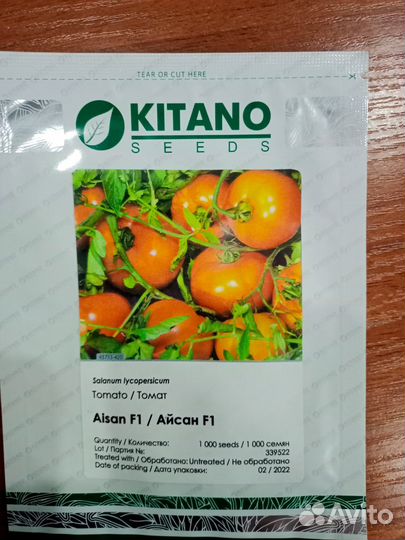 TEAR OR CUT HERE
KITANO
SEEDS
Solanum lycopersicum
Tomato / Томат
Aisan F1 / Айсан F1
Quantity / Количество: 1 000 seeds / 1 000 семян
Lot / Партия №: 339522
Treated with / Обработано: Untreated / Не обработано
Date of packing / Дата упаковки: 02 / 2022
Avito